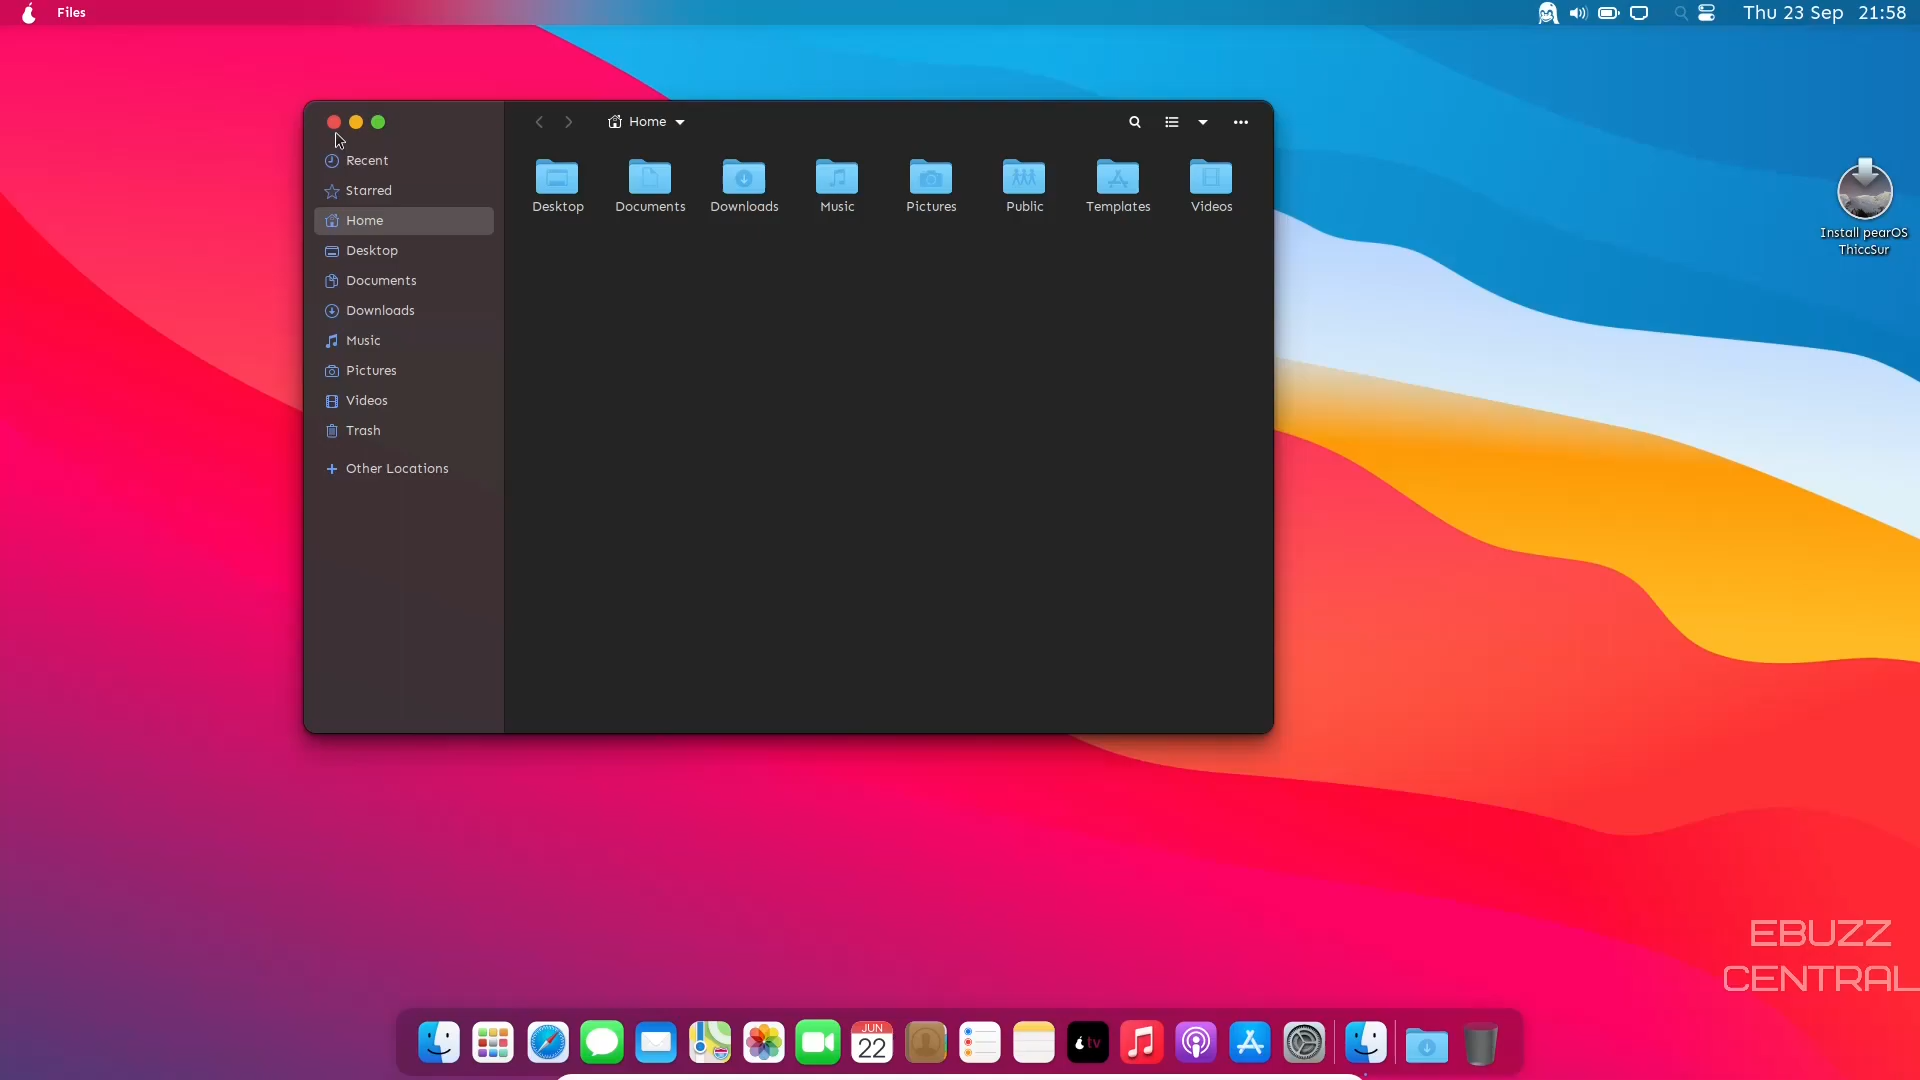 Files
Thu 23 Sep 21:58
Home
Recent
Starred
Home
Desktop
Documents
Downloads
Music
Pictures
Videos
Trash
Other Locations
Desktop
Documents
Downloads
Music
Pictures
Public
Templates
Videos
Install pearOS
ThiccSur
EBUZZ
CENTRAL
JUN
22
tv